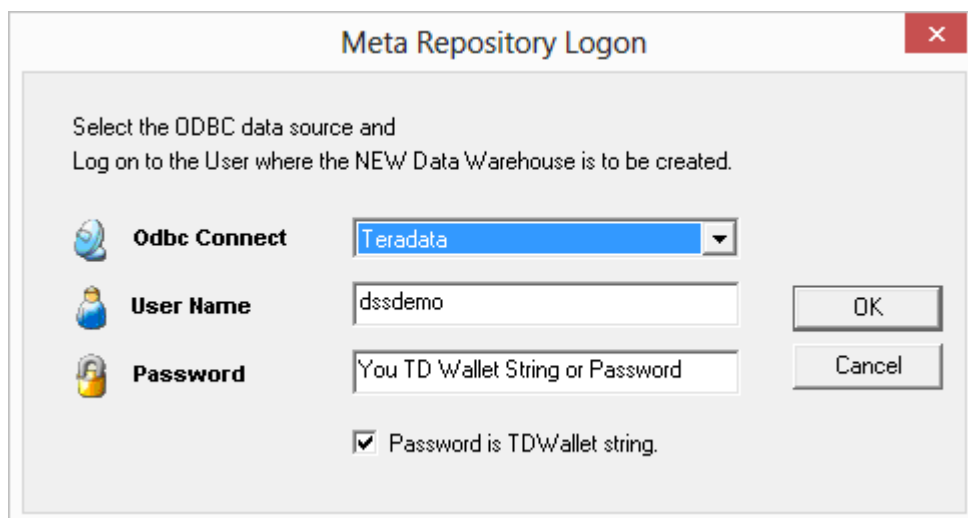 Meta Repository Logon
Select the ODBC data source and
Log on to the User where the NEW Data Warehouse is to be created.
Odbc Connect
Teradata
User Name
dssdemo
OK
Password
You TD Wallet String or Password
Cancel
Password is TDWallet string.